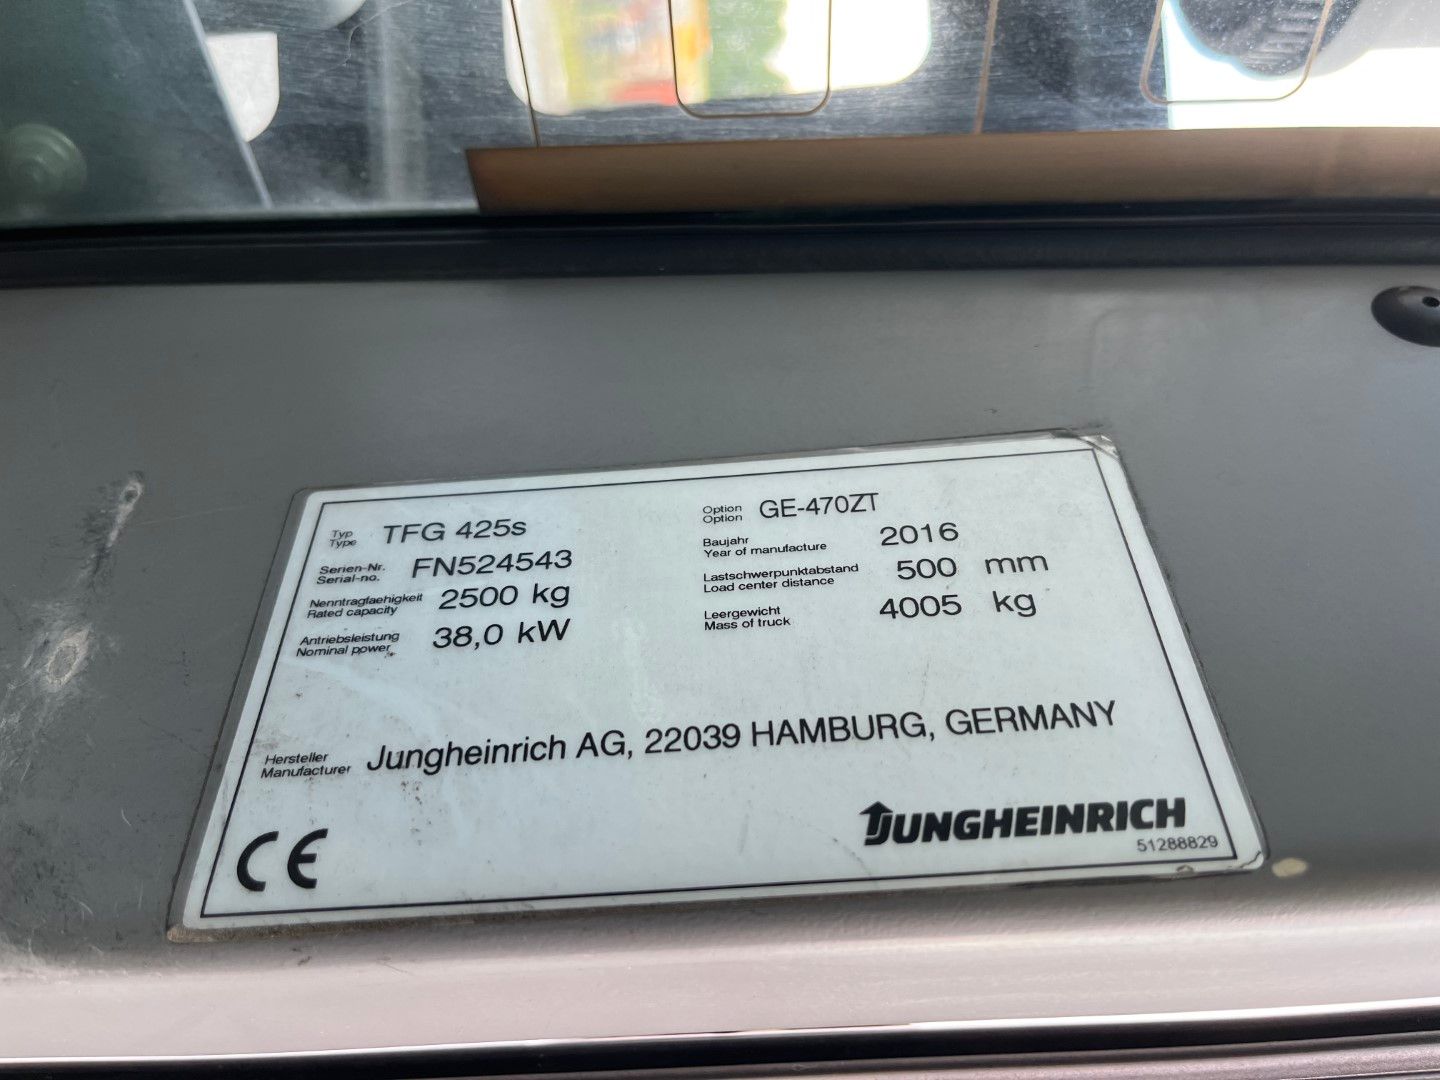 Typ
Type TFG 425s
Option
Option GE-470ZT
Serien-Nr.
Serial-no. FN524543
Baujahr
Year of manufacture 2016
Nenntragfaehigkeit
Rated capacity 2500 kg
Lastschwerpunktabstand
Load center distance 500 mm
Antriebsleistung
Nominal power 38,0 kW
Leergewicht
Mass of truck 4005 kg
Hersteller
Manufacturer Jungheinrich AG, 22039 HAMBURG, GERMANY
CE
JUNGHEINRICH
51288829